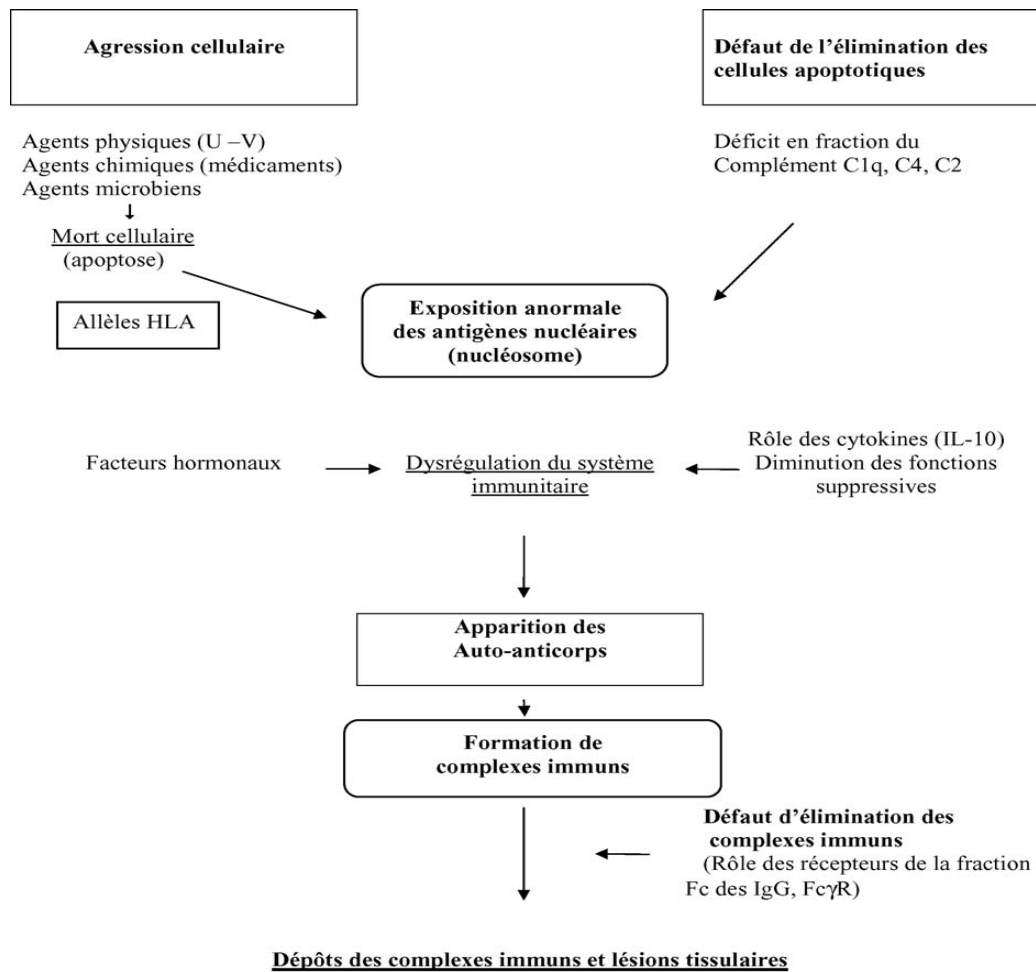 Agression cellulaire
Défaut de l'élimination des
cellules apoptotiques
Agents physiques (U –V)
Agents chimiques (médicaments)
Agents microbiens
Mort cellulaire
(apoptose)
Déficit en fraction du
Complément C1q, C4, C2
Allèles HLA
Exposition anormale
des antigènes nucléaires
(nucléosome)
Facteurs hormonaux
Dysrégulation du système
immunitaire
Rôle des cytokines (IL-10)
Diminution des fonctions
suppressives
Apparition des
Auto-anticorps
Formation de
complexes immuns
Défaut d'élimination des
complexes immuns
(Rôle des récepteurs de la fraction
Fc des IgG, FcγR)
Dépôts des complexes immuns et lésions tissulaires